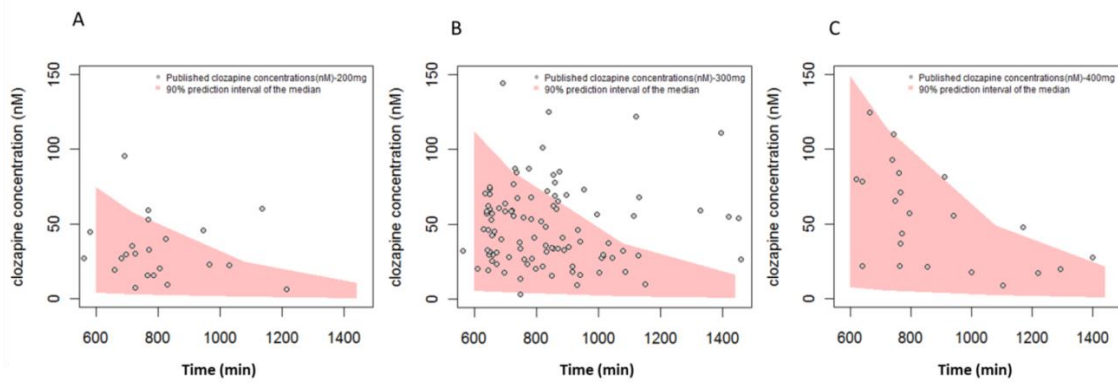 A
B
C
Published clozapine concentrations(nM)-200mg
90% prediction interval of the median
clozapine concentration (nM)
150
100
50
0
600
800
1000
1200
1400
Time (min)
Published clozapine concentrations(nM)-300mg
90% prediction interval of the median
clozapine concentration (nM)
150
100
50
0
600
800
1000
1200
1400
Time (min)
Published clozapine concentrations(nM)-400mg
90% prediction interval of the median
clozapine concentration (nM)
150
100
50
0
600
800
1000
1200
1400
Time (min)